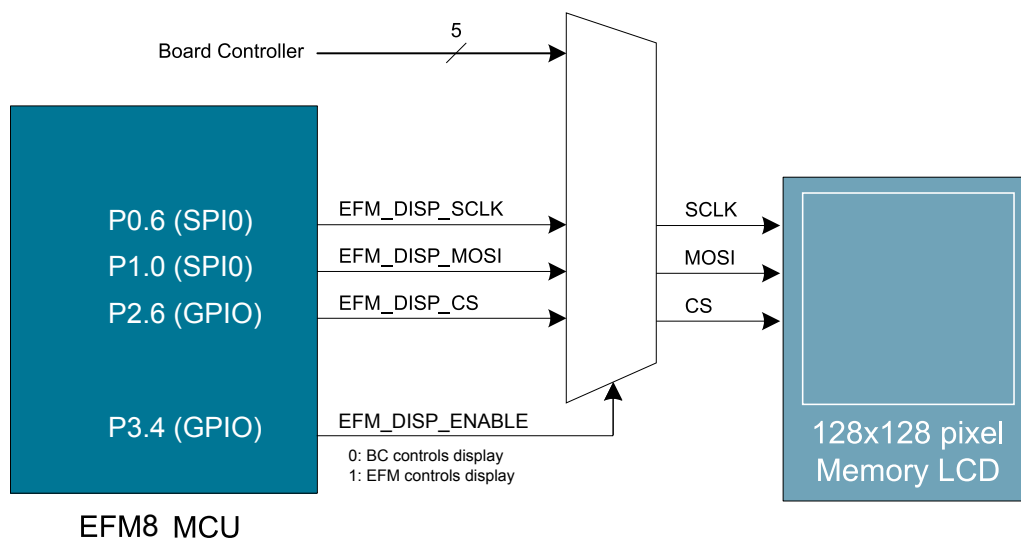 5
Board Controller
P0.6 (SPI0)
EFM_DISP_SCLK
SCLK
P1.0 (SPI0)
EFM_DISP_MOSI
MOSI
P2.6 (GPIO)
EFM_DISP_CS
CS
P3.4 (GPIO)
EFM_DISP_ENABLE
0: BC controls display
1: EFM controls display
128x128 pixel
Memory LCD
EFM8 MCU